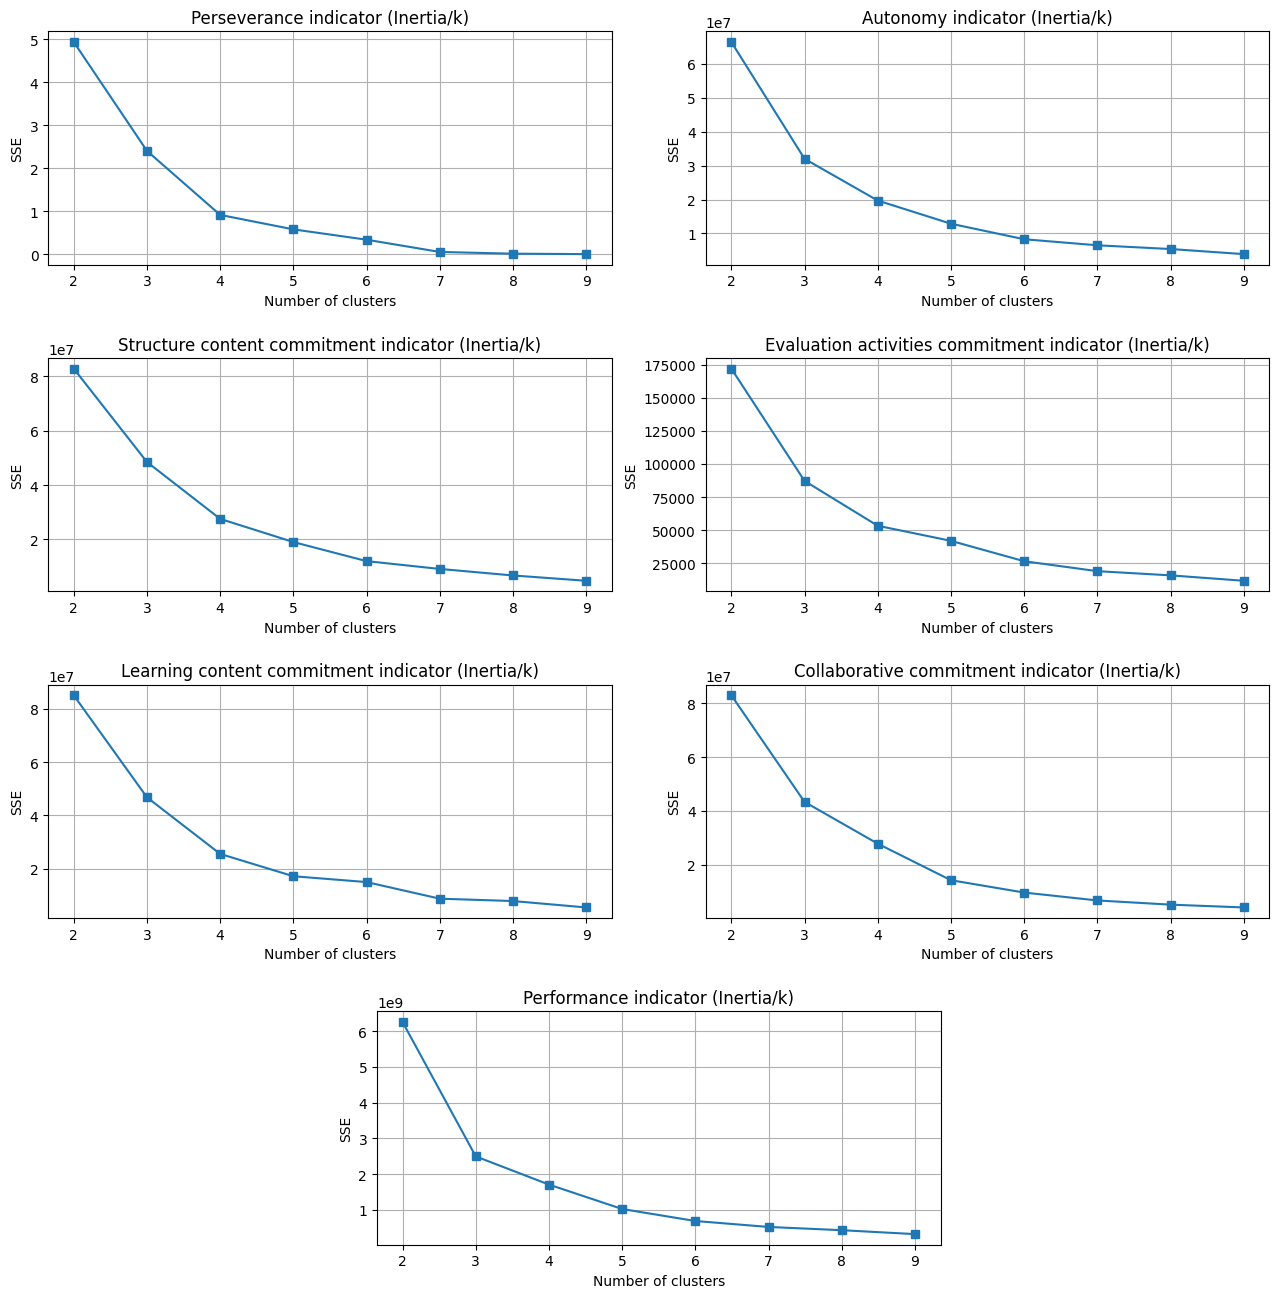 Perseverance indicator (Inertia/k)
5
4
3
2
1
0
SSE
2 3 4 5 6 7 8 9
Number of clusters
Autonomy indicator (Inertia/k)
1e7
6
5
4
3
2
1
SSE
2 3 4 5 6 7 8 9
Number of clusters
Structure content commitment indicator (Inertia/k)
1e7
8
6
4
2
SSE
2 3 4 5 6 7 8 9
Number of clusters
Evaluation activities commitment indicator (Inertia/k)
175000
150000
125000
100000
75000
50000
25000
SSE
2 3 4 5 6 7 8 9
Number of clusters
Learning content commitment indicator (Inertia/k)
1e7
8
6
4
2
SSE
2 3 4 5 6 7 8 9
Number of clusters
Collaborative commitment indicator (Inertia/k)
1e7
8
6
4
2
SSE
2 3 4 5 6 7 8 9
Number of clusters
Performance indicator (Inertia/k)
1e9
6
5
4
3
2
1
SSE
2 3 4 5 6 7 8 9
Number of clusters